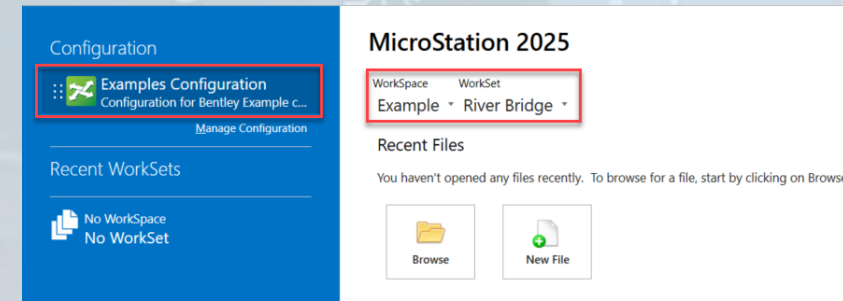 Configuration
Examples Configuration
Configuration for Bentley Example c...
Manage Configuration
Recent WorkSets
No WorkSpace
No WorkSet
MicroStation 2025
WorkSpace WorkSet
Example River Bridge
Recent Files
You haven't opened any files recently. To browse for a file, start by clicking on Browse
Browse New File